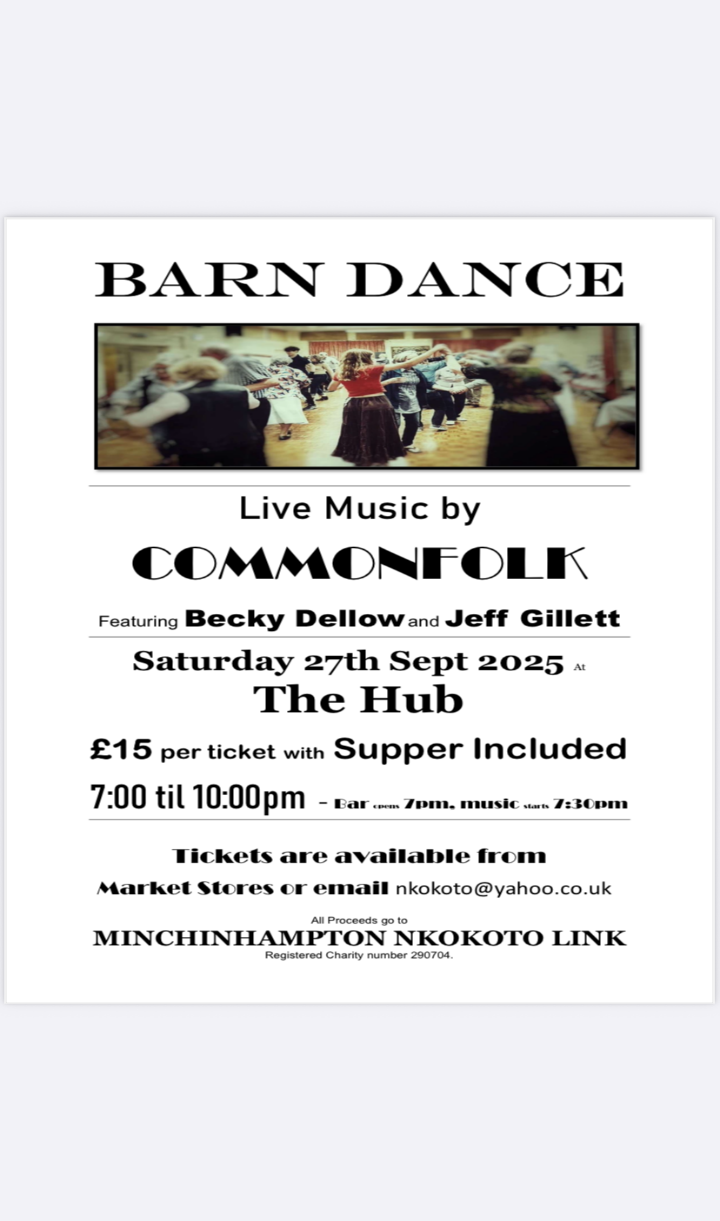 BARN DANCE
Live Music by
COMMONFOLK
Featuring Becky Dellow and Jeff Gillett
Saturday 27th Sept 2025 At
The Hub
£15 per ticket with Supper Included
7:00 til 10:00pm - Bar opens 7pm, music starts 7:30pm
Tickets are available from
Market Stores or email nkokoto@yahoo.co.uk
All Proceeds go to
MINCHINHAMPTON NKOKOTO LINK
Registered Charity number 290704.